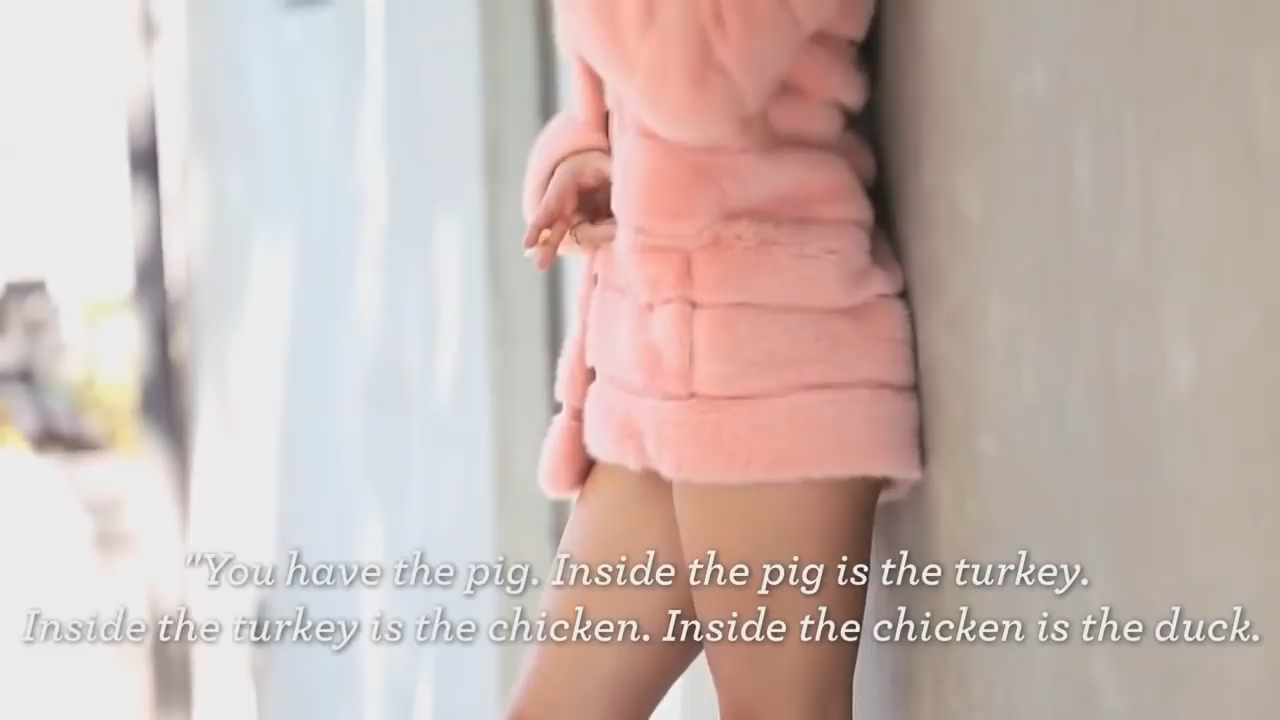 "You have the pig. Inside the pig is the turkey.
Inside the turkey is the chicken. Inside the chicken is the duck.